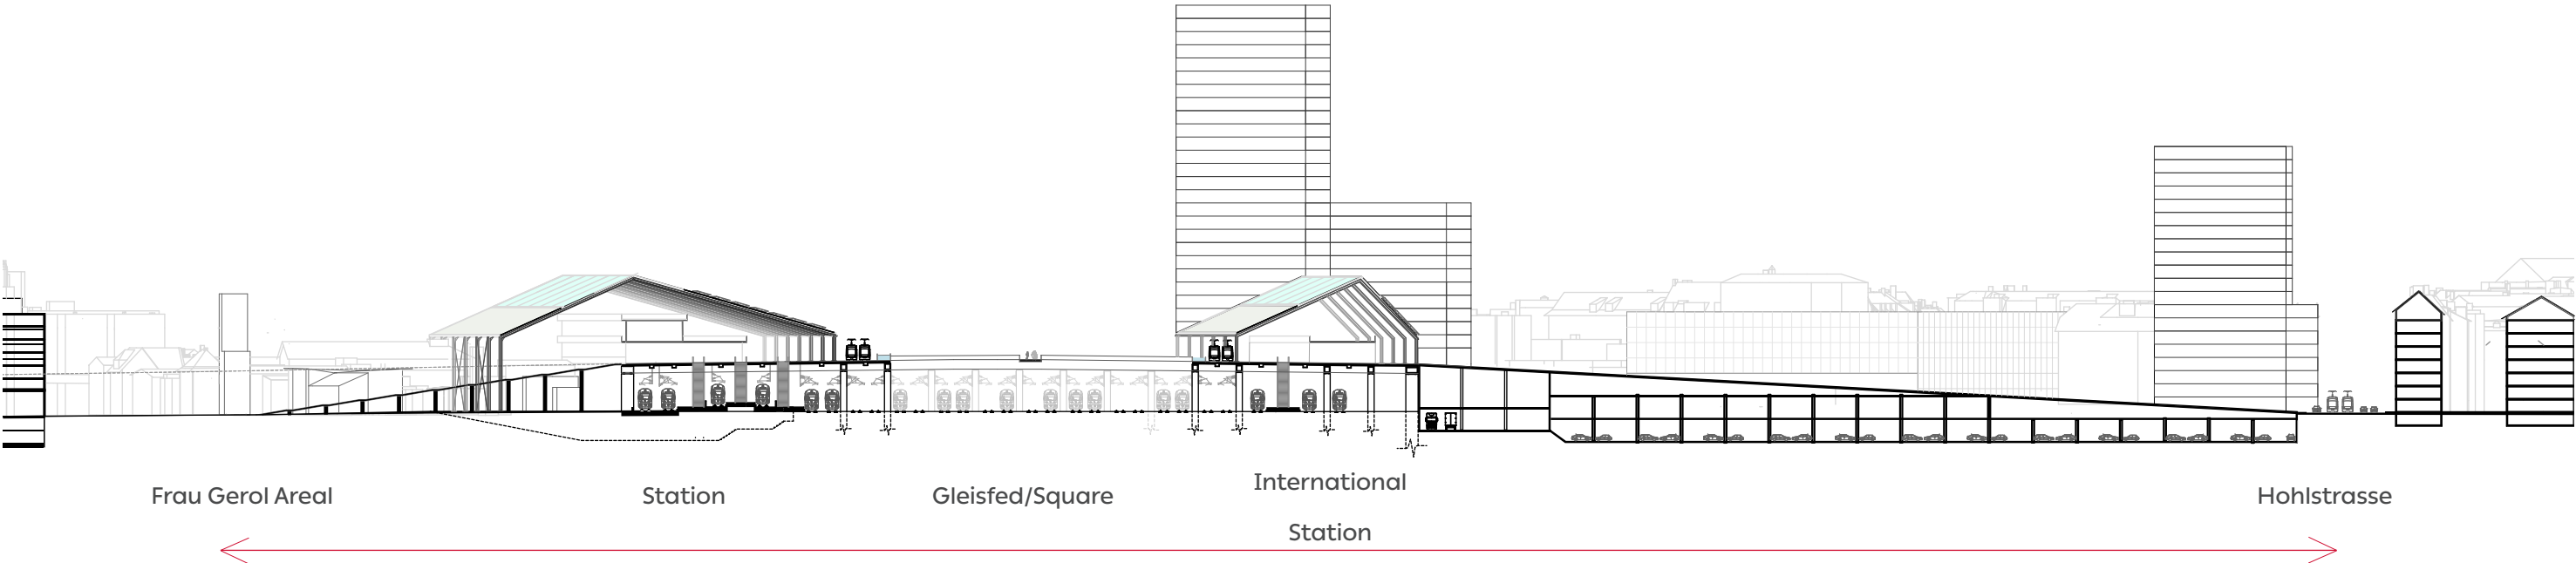 Frau Gerol Areal
Station
Gleisfed/Square
International
Station
Hohlstrasse